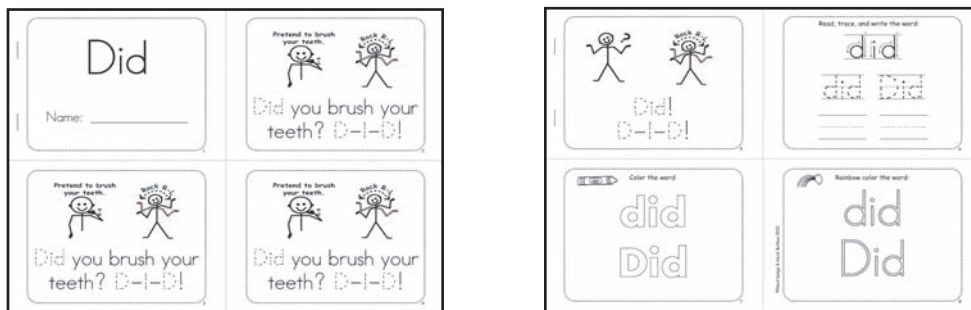 Did
Name:
Pretend to brush
your teeth.
Rock R-L
Did you brush your
teeth? D-I-D!
Pretend to brush
your teeth.
Rock R-L
Did you brush your
teeth? D-I-D!
Pretend to brush
your teeth.
Rock R-L
Did you brush your
teeth? D-I-D!
?
Rock R-L
Did!
D-I-D!
Read, trace, and write the word:
did
did Did
Color the word:
did
Did
Rainbow color the word:
did
Did